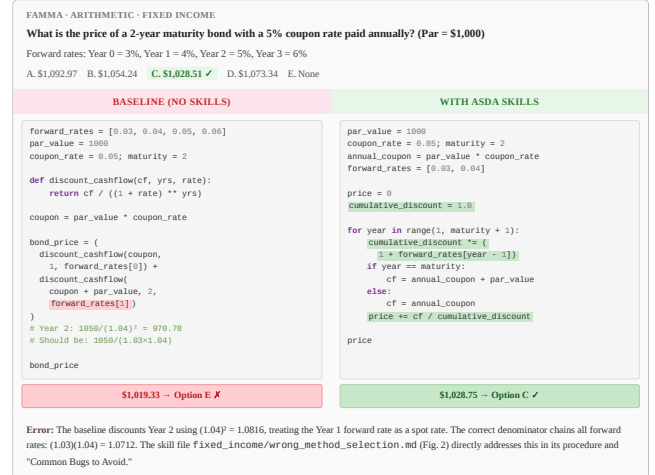 FAMMA · ARITHMETIC · FIXED INCOME
What is the price of a 2-year maturity bond with a 5% coupon rate paid annually? (Par = $1,000)
Forward rates: Year 0 = 3%, Year 1 = 4%, Year 2 = 5%, Year 3 = 6%
A. $1,092.97 B. $1,054.24 C. $1,028.51 ✓ D. $1,073.34 E. None
BASELINE (NO SKILLS)
forward_rates = [0.03, 0.04, 0.05, 0.06]
par_value = 1000
coupon_rate = 0.05; maturity = 2
def discount_cashflow(cf, yrs, rate):
    return cf / ((1 + rate) ** yrs)
coupon = par_value * coupon_rate
bond_price = (
  discount_cashflow(coupon,
    1, forward_rates[0]) +
  discount_cashflow(
    coupon + par_value, 2,
    forward_rates[1])
)
# Year 2: 1050/(1.04)² = 970.78
# Should be: 1050/(1.03×1.04)
bond_price
$1,019.33 → Option E ✗
WITH ASDA SKILLS
par_value = 1000
coupon_rate = 0.05; maturity = 2
annual_coupon = par_value * coupon_rate
forward_rates = [0.03, 0.04]
price = 0
cumulative_discount = 1.0
for year in range(1, maturity + 1):
    cumulative_discount *= (
      1 + forward_rates[year - 1])
    if year == maturity:
        cf = annual_coupon + par_value
    else:
        cf = annual_coupon
    price += cf / cumulative_discount
price
$1,028.75 → Option C ✓
Error: The baseline discounts Year 2 using (1.04)² = 1.0816, treating the Year 1 forward rate as a spot rate. The correct denominator chains all forward
rates: (1.03)(1.04) = 1.0712. The skill file fixed_income/wrong_method_selection.md (Fig. 2) directly addresses this in its procedure and
"Common Bugs to Avoid."